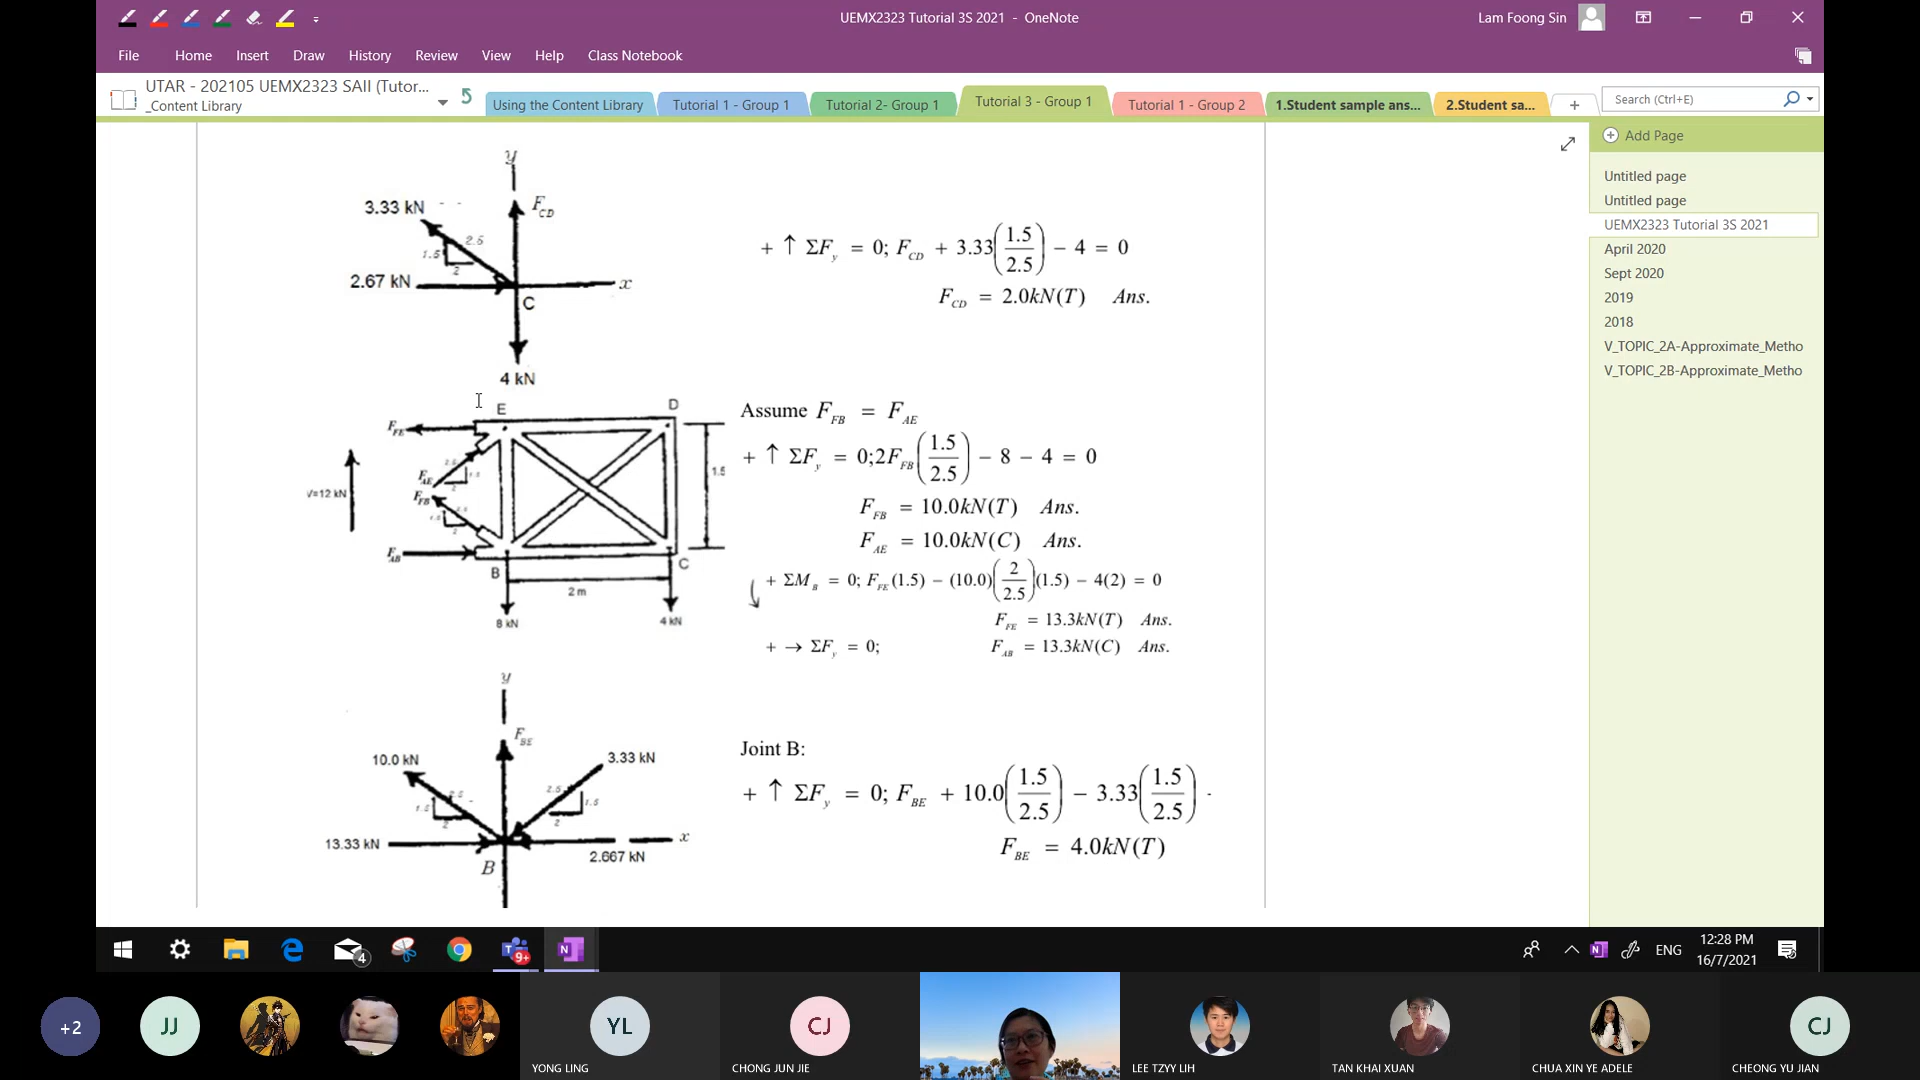 UEMX2323 Tutorial 3S 2021 - OneNote
Lam Foong Sin
File Home Insert Draw History Review View Help Class Notebook
UTAR - 202105 UEMX2323 SAII (Tutor...
_Content Library
Using the Content Library
Tutorial 1 - Group 1
Tutorial 2- Group 1
Tutorial 3 - Group 1
Tutorial 1 - Group 2
1.Student sample ans...
2.Student sa...
+
Search (Ctrl+E)
Add Page
Untitled page
Untitled page
UEMX2323 Tutorial 3S 2021
April 2020
Sept 2020
2019
2018
V_TOPIC_2A-Approximate_Metho
V_TOPIC_2B-Approximate_Metho
y
3.33 kN
F_CD
2.5
1.5
2
2.67 kN
x
C
4 kN
+ ↑ ΣF_y = 0; F_CD + 3.33(1.5/2.5) - 4 = 0
F_CD = 2.0kN(T) Ans.
E
D
F_FE
F_AE
F_FB
V=12 kN
F_AB
1.5
B
C
2 m
8 kN
4 kN
Assume F_FB = F_AE
+ ↑ ΣF_y = 0;2F_FB(1.5/2.5) - 8 - 4 = 0
F_FB = 10.0kN(T) Ans.
F_AE = 10.0kN(C) Ans.
+ ΣM_B = 0; F_FE(1.5) - (10.0)(2/2.5)(1.5) - 4(2) = 0
F_FE = 13.3kN(T) Ans.
+ → ΣF_y = 0; F_AB = 13.3kN(C) Ans.
y
F_BE
10.0 kN
3.33 kN
2.5
1.5
2
2.5
1.5
2
13.33 kN
x
2.667 kN
B
Joint B:
+ ↑ ΣF_y = 0; F_BE + 10.0(1.5/2.5) - 3.33(1.5/2.5) -
F_BE = 4.0kN(T)
4
9+
ENG
12:28 PM
16/7/2021
+2
JJ
YL
YONG LING
CJ
CHONG JUN JIE
LEE TZYY LIH
TAN KHAI XUAN
CHUA XIN YE ADELE
CJ
CHEONG YU JIAN